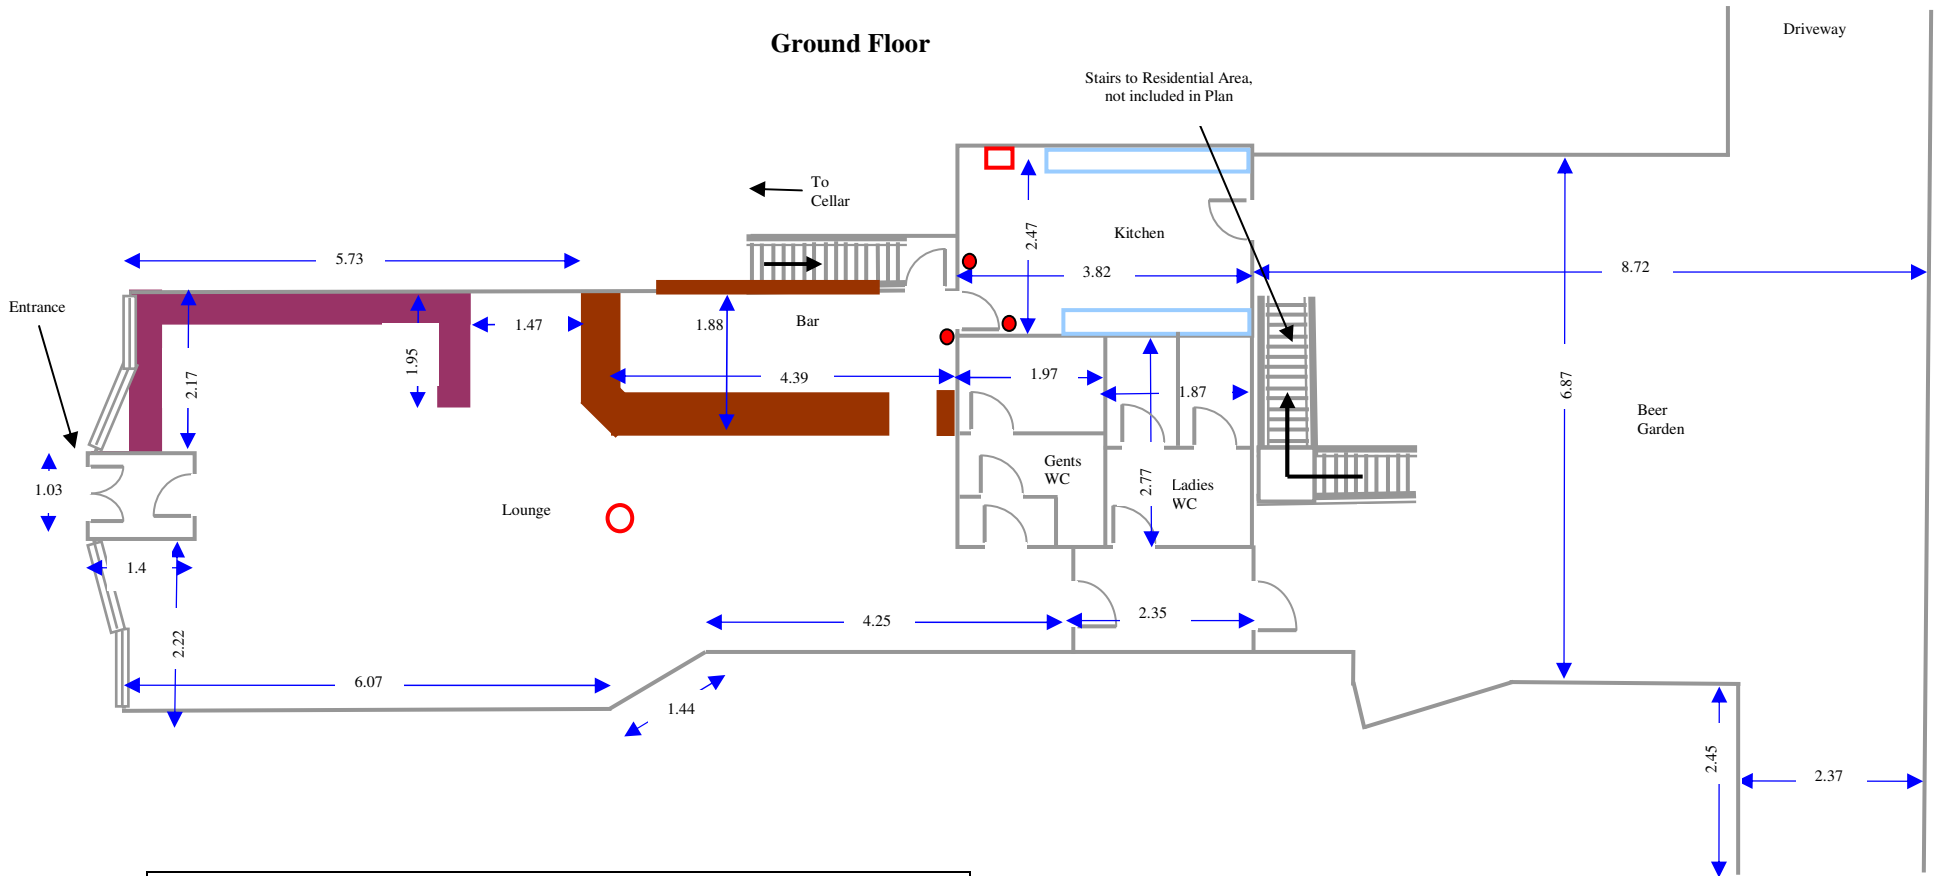 Ground Floor
Driveway
Stairs to Residential Area,
not included in Plan
To
Cellar
Kitchen
2.47
3.82
8.72
5.73
Entrance
1.47
1.88
Bar
1.95
2.17
4.39
1.97
1.87
6.87
Beer
Garden
Gents
WC
2.77
Ladies
WC
1.03
Lounge
1.4
2.22
4.25
2.35
6.07
1.44
2.45
2.37